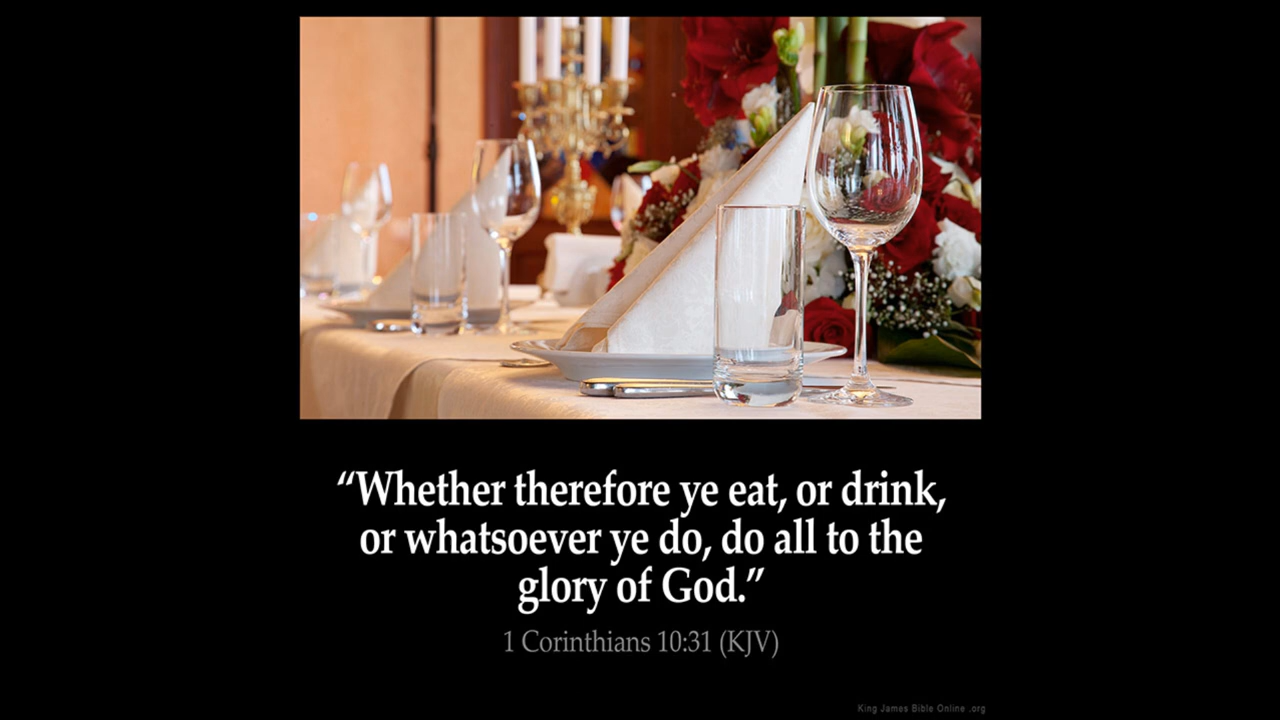 “Whether therefore ye eat, or drink,
or whatsoever ye do, do all to the
glory of God.”
1 Corinthians 10:31 (KJV)
King James Bible Online .org